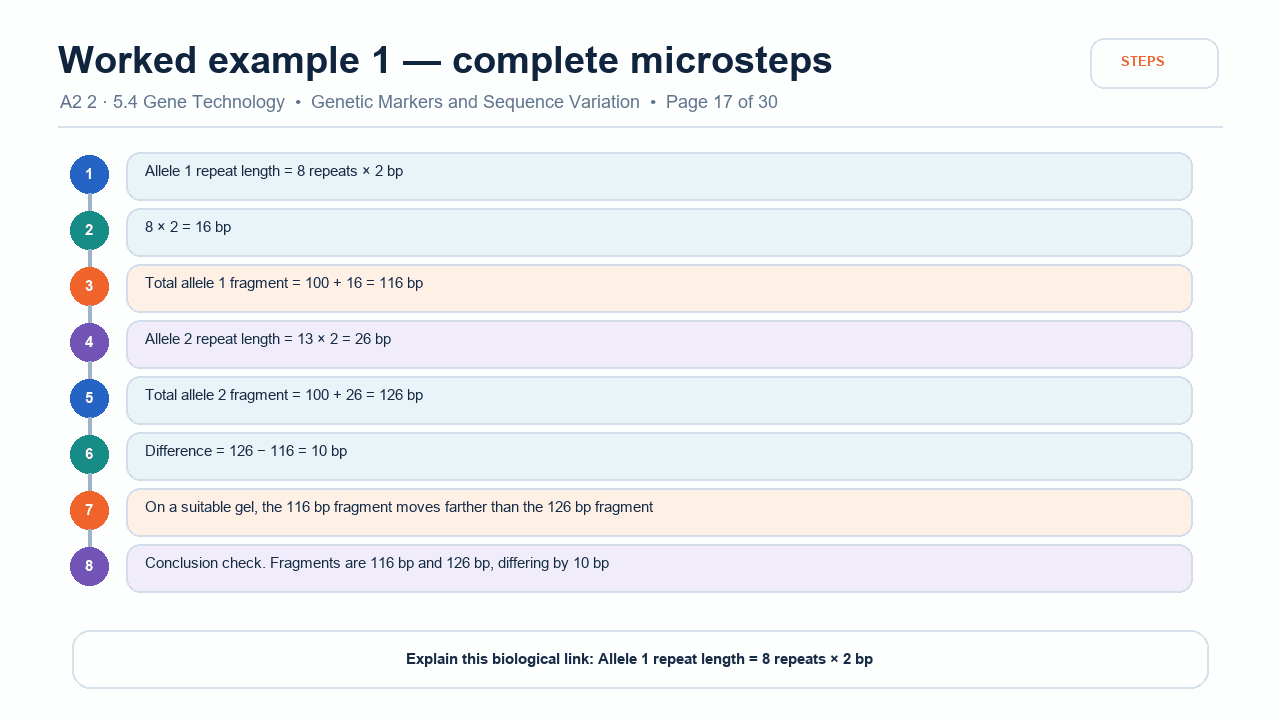 Worked example 1 — complete microsteps
STEPS
A2 2 · 5.4 Gene Technology • Genetic Markers and Sequence Variation • Page 17 of 30
1 Allele 1 repeat length = 8 repeats × 2 bp
2 8 × 2 = 16 bp
3 Total allele 1 fragment = 100 + 16 = 116 bp
4 Allele 2 repeat length = 13 × 2 = 26 bp
5 Total allele 2 fragment = 100 + 26 = 126 bp
6 Difference = 126 − 116 = 10 bp
7 On a suitable gel, the 116 bp fragment moves farther than the 126 bp fragment
8 Conclusion check. Fragments are 116 bp and 126 bp, differing by 10 bp
Explain this biological link: Allele 1 repeat length = 8 repeats × 2 bp